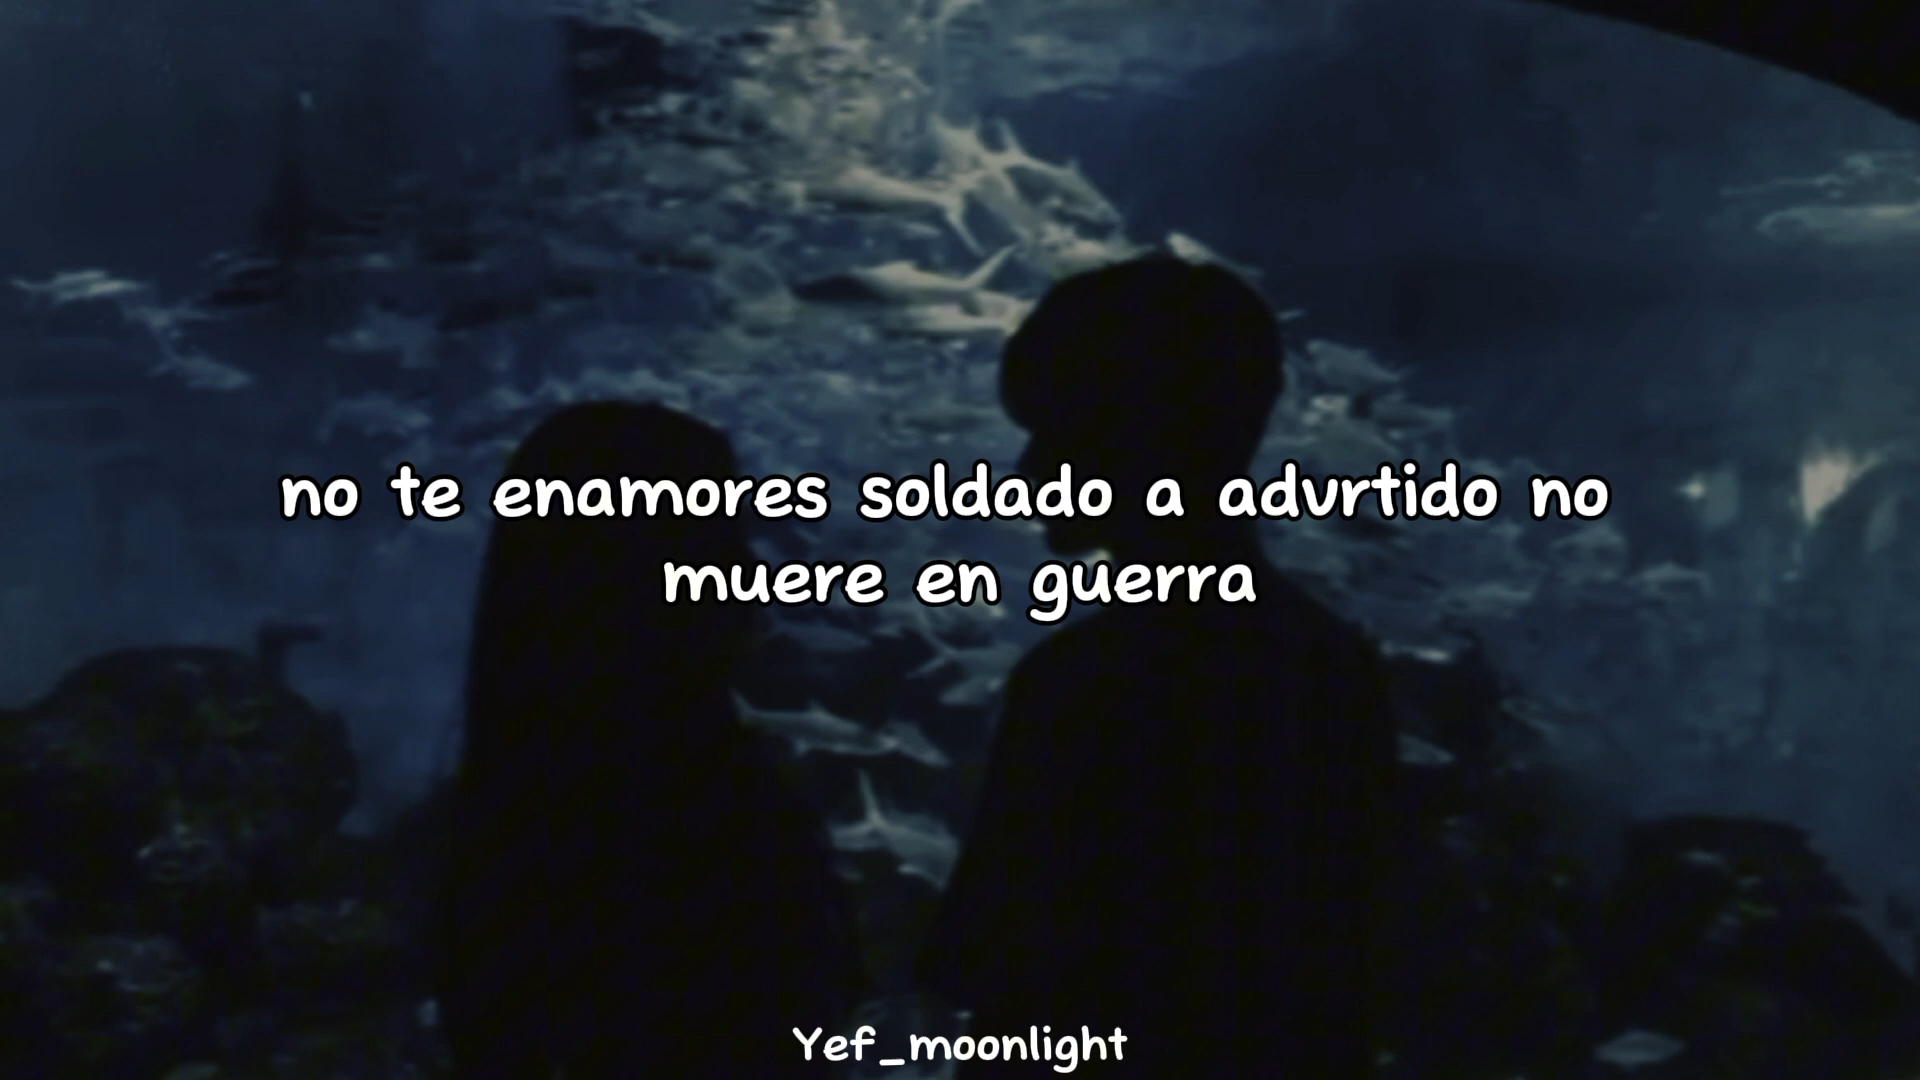 no te enamores soldado a advrtido no
muere en guerra
Yef_moonlight